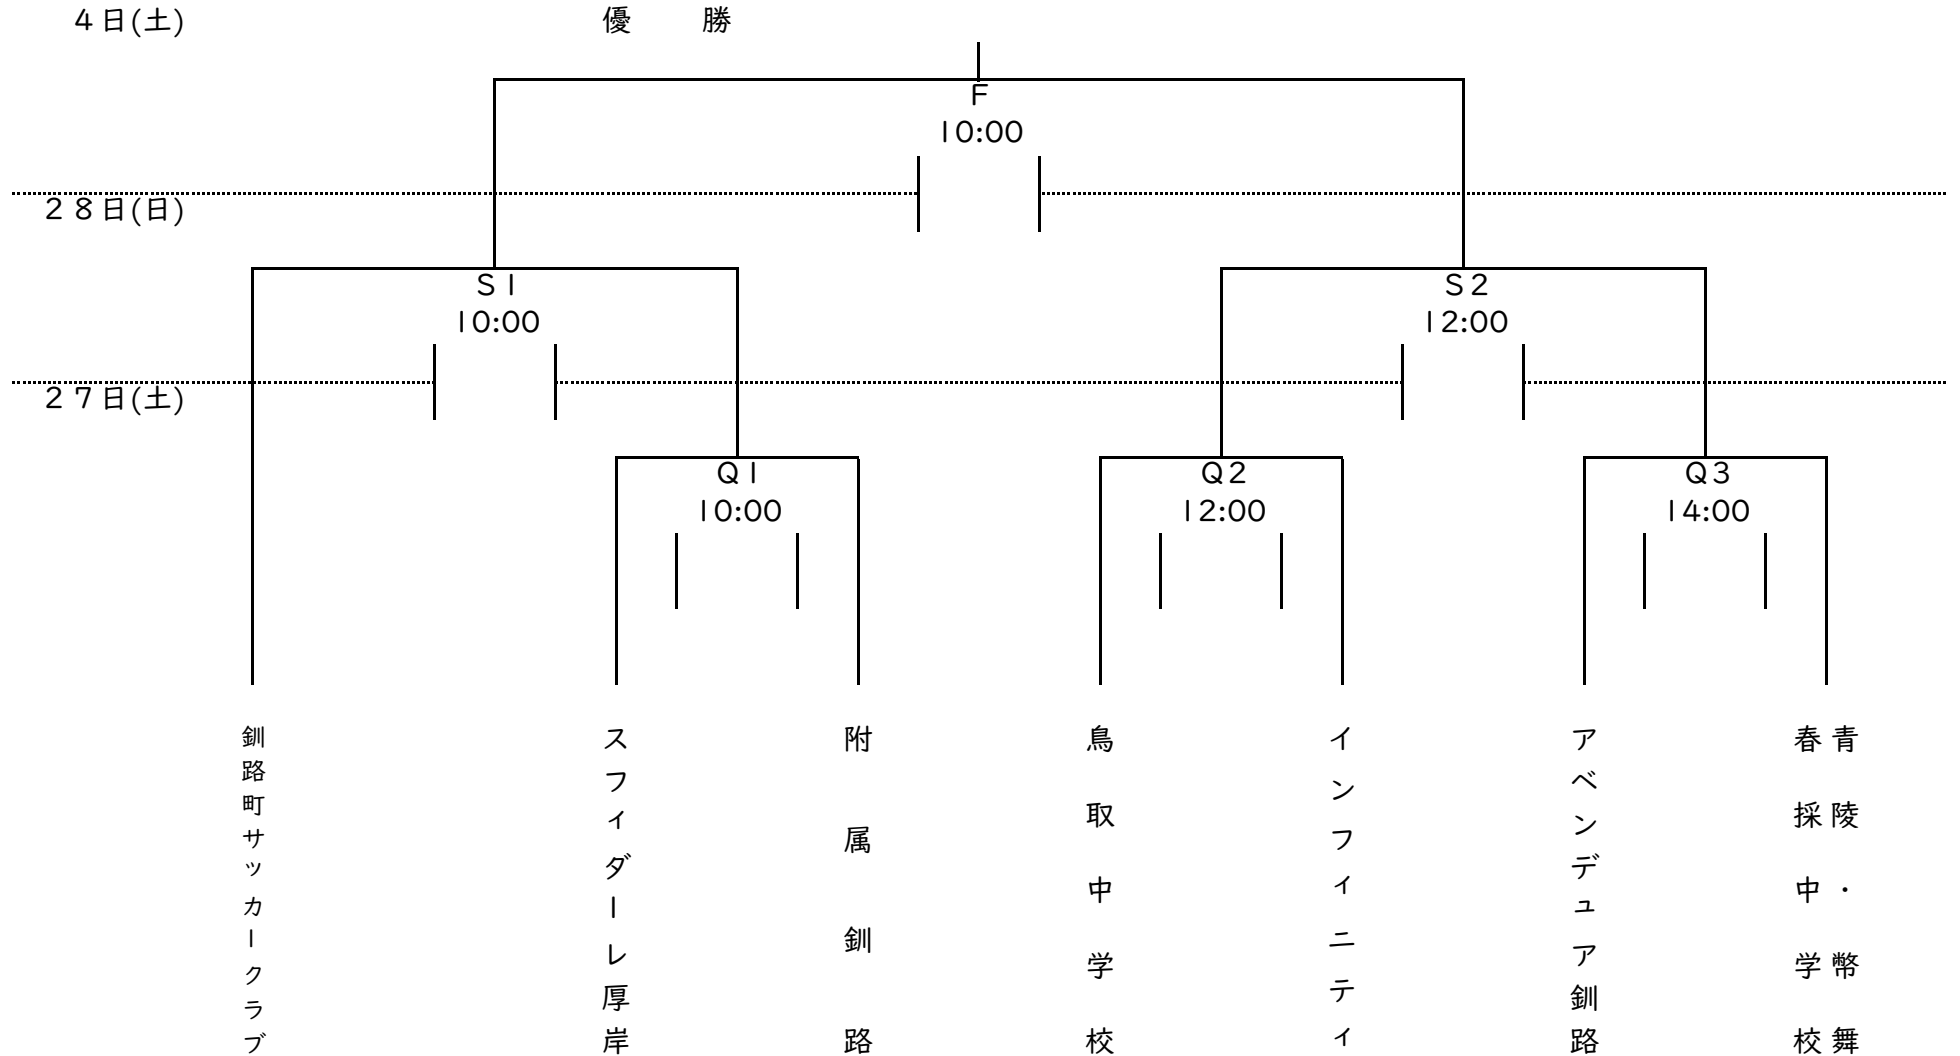 ４日(土)
優　勝
F
10:00
２８日(日)
S１
10:00
S２
12:00
２７日(土)
Q１
10:00
Q２
12:00
Q３
14:00
釧路町サッカークラブ
スフィダーレ厚岸
附属釧路
鳥取中学校
インフィニティ
アベンデュア釧路
青陵・幣舞
春採中学校